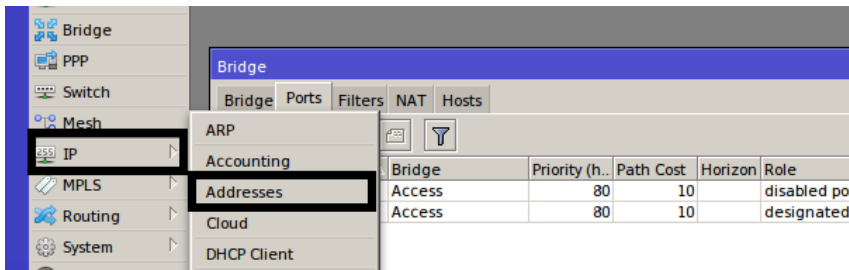 Bridge
PPP
Switch
Mesh
255 IP
MPLS
Routing
System
Bridge
Bridge Ports Filters NAT Hosts
ARP
Accounting
Addresses
Cloud
DHCP Client
Bridge Priority (h.. Path Cost Horizon Role
Access 80 10 disabled po
Access 80 10 designated